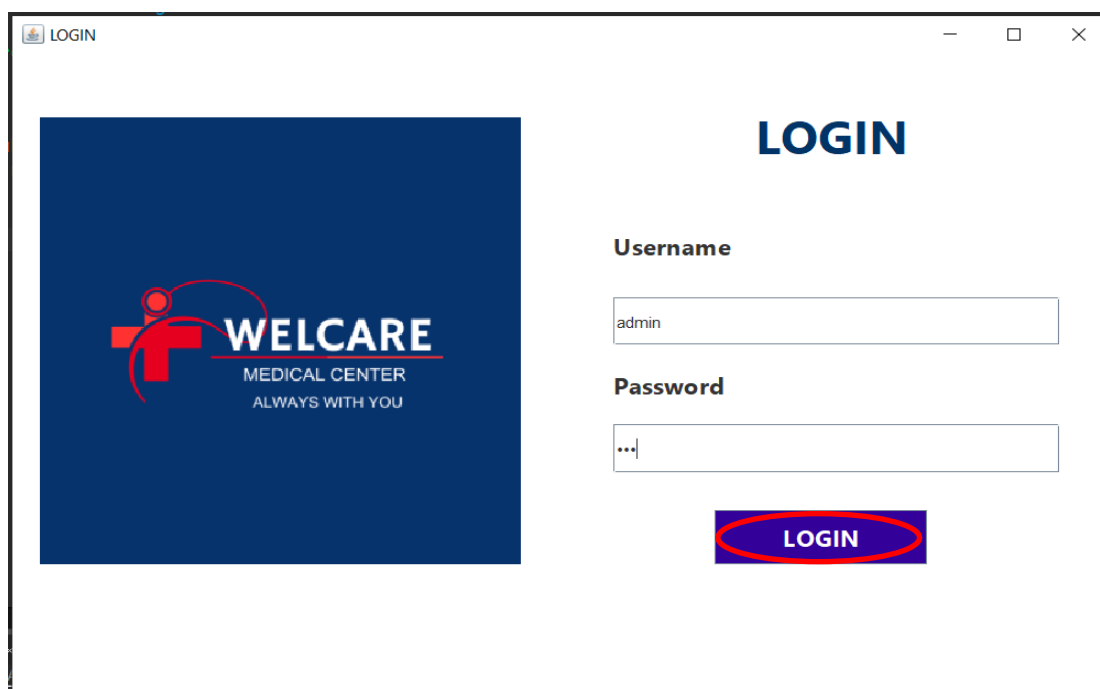 LOGIN
WELCARE
MEDICAL CENTER
ALWAYS WITH YOU
LOGIN
Username
admin
Password
•••
LOGIN